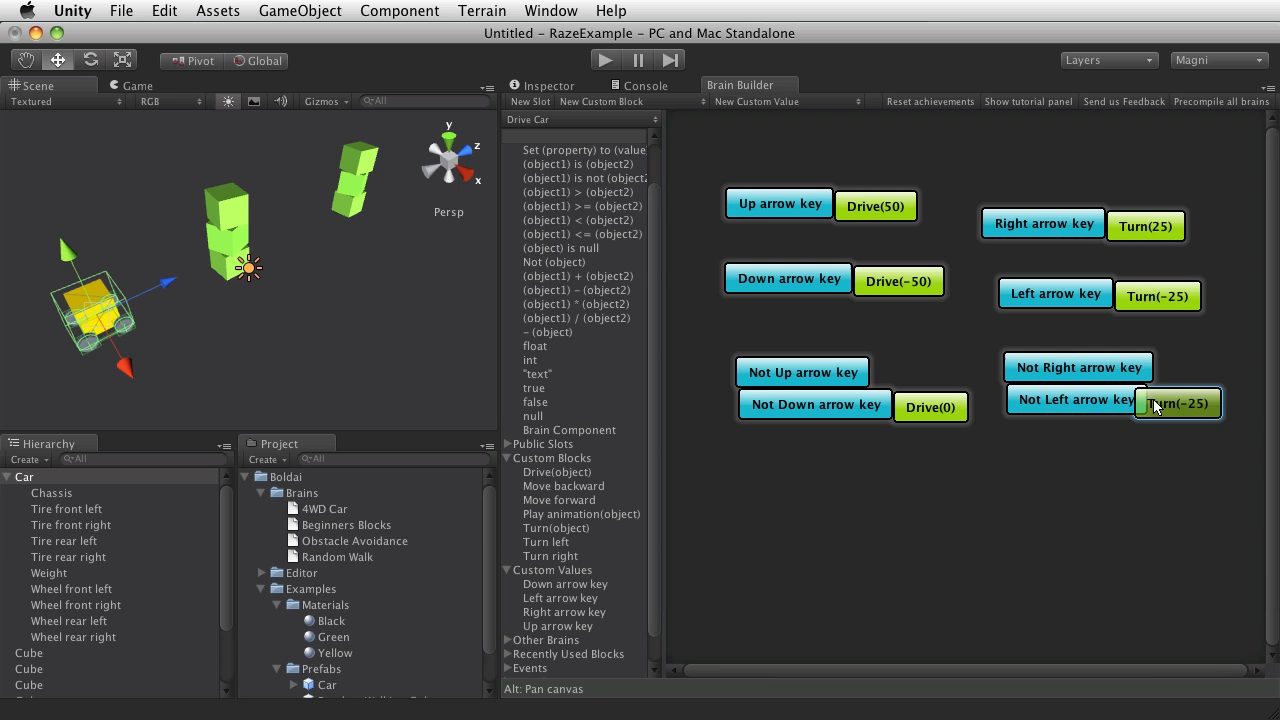 Unity File Edit Assets GameObject Component Terrain Window Help
Untitled - RazeExample - PC and Mac Standalone
Pivot Global Layers Magni
Scene Game
Textured RGB Gizmos All
y
z
x
Persp
Inspector Console Brain Builder
New Slot New Custom Block New Custom Value Reset achievements Show tutorial panel Send us Feedback Precompile all brains
Drive Car
Set (property) to (value
(object1) is (object2)
(object1) is not (object2
(object1) > (object2)
(object1) >= (object2)
(object1) < (object2)
(object1) <= (object2)
(object) is null
Not (object)
(object1) + (object2)
(object1) - (object2)
(object1) * (object2)
(object1) / (object2)
- (object)
float
int
"text"
true
false
null
Brain Component
Public Slots
Custom Blocks
Drive(object)
Move backward
Move forward
Play animation(object)
Turn(object)
Turn left
Turn right
Custom Values
Down arrow key
Left arrow key
Right arrow key
Up arrow key
Other Brains
Recently Used Blocks
Events
Up arrow key Drive(50)
Right arrow key Turn(25)
Down arrow key Drive(-50)
Left arrow key Turn(-25)
Not Up arrow key
Not Down arrow key Drive(0)
Not Right arrow key
Not Left arrow key Turn(-25)
Alt: Pan canvas
Hierarchy
Create All
Car
Chassis
Tire front left
Tire front right
Tire rear left
Tire rear right
Weight
Wheel front left
Wheel front right
Wheel rear left
Wheel rear right
Cube
Cube
Cube
Project
Create All
Boldai
Brains
4WD Car
Beginners Blocks
Obstacle Avoidance
Random Walk
Editor
Examples
Materials
Black
Green
Yellow
Prefabs
Car